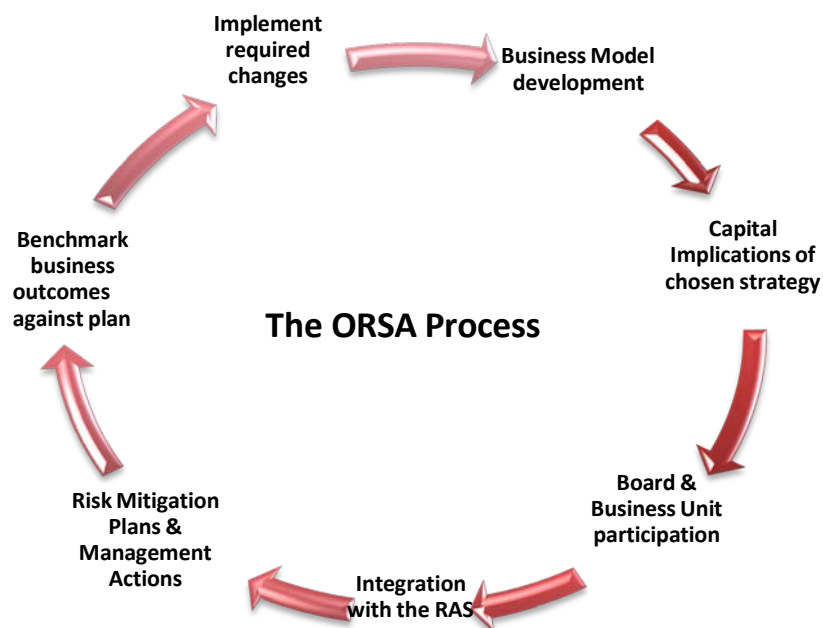 Implement
required
changes
Business Model
development
Capital
Implications of
chosen strategy
Board &
Business Unit
participation
Integration
with the RAS
Risk Mitigation
Plans &
Management
Actions
Benchmark
business
outcomes
against plan
The ORSA Process